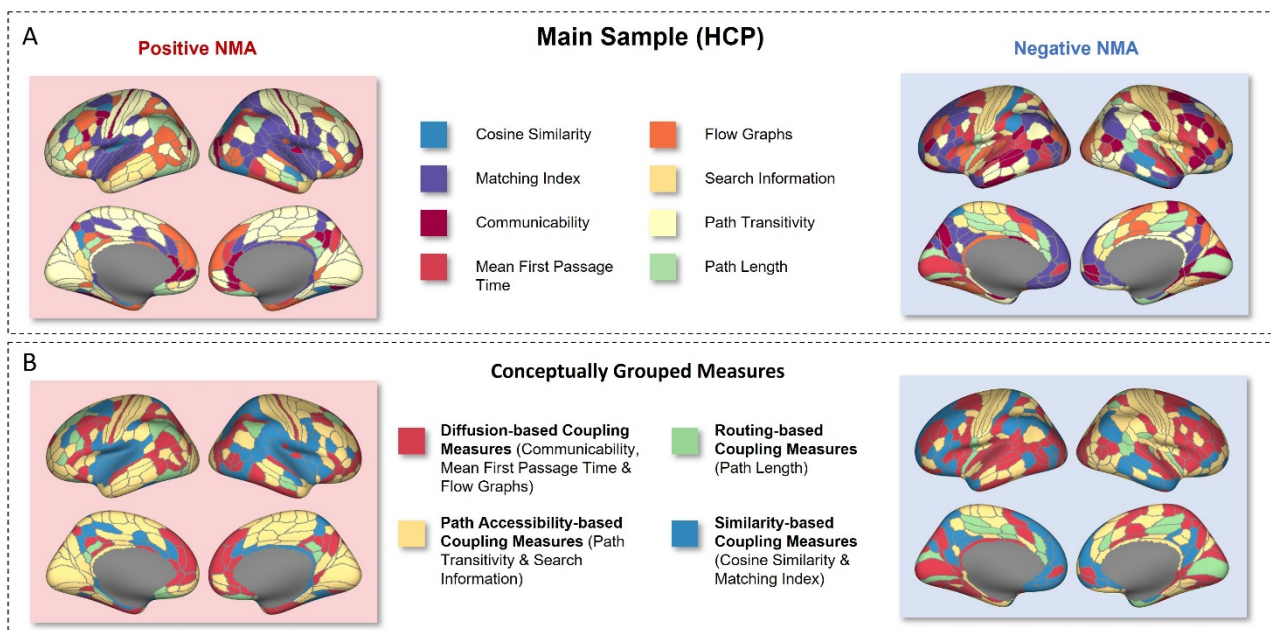 A
Main Sample (HCP)
Positive NMA
Negative NMA
Cosine Similarity
Flow Graphs
Matching Index
Search Information
Communicability
Path Transitivity
Mean First Passage
Time
Path Length
B
Conceptually Grouped Measures
Diffusion-based Coupling
Measures (Communicability,
Mean First Passage Time &
Flow Graphs)
Routing-based
Coupling Measures
(Path Length)
Path Accessibility-based
Coupling Measures (Path
Transitivity & Search
Information)
Similarity-based
Coupling Measures
(Cosine Similarity &
Matching Index)